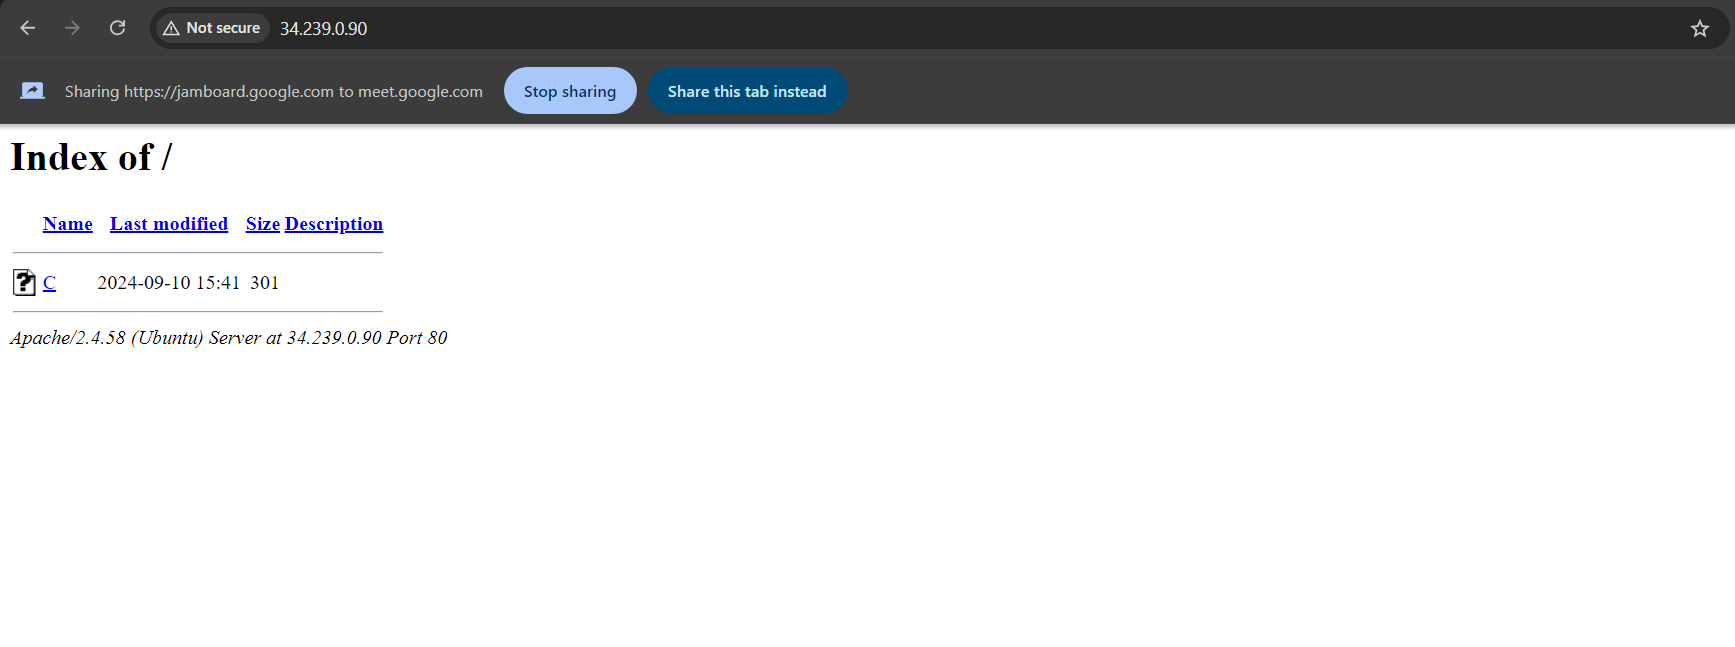 Not secure 34.239.0.90
Sharing https://jamboard.google.com to meet.google.com Stop sharing Share this tab instead
Index of /
Name Last modified Size Description
? C 2024-09-10 15:41 301
Apache/2.4.58 (Ubuntu) Server at 34.239.0.90 Port 80